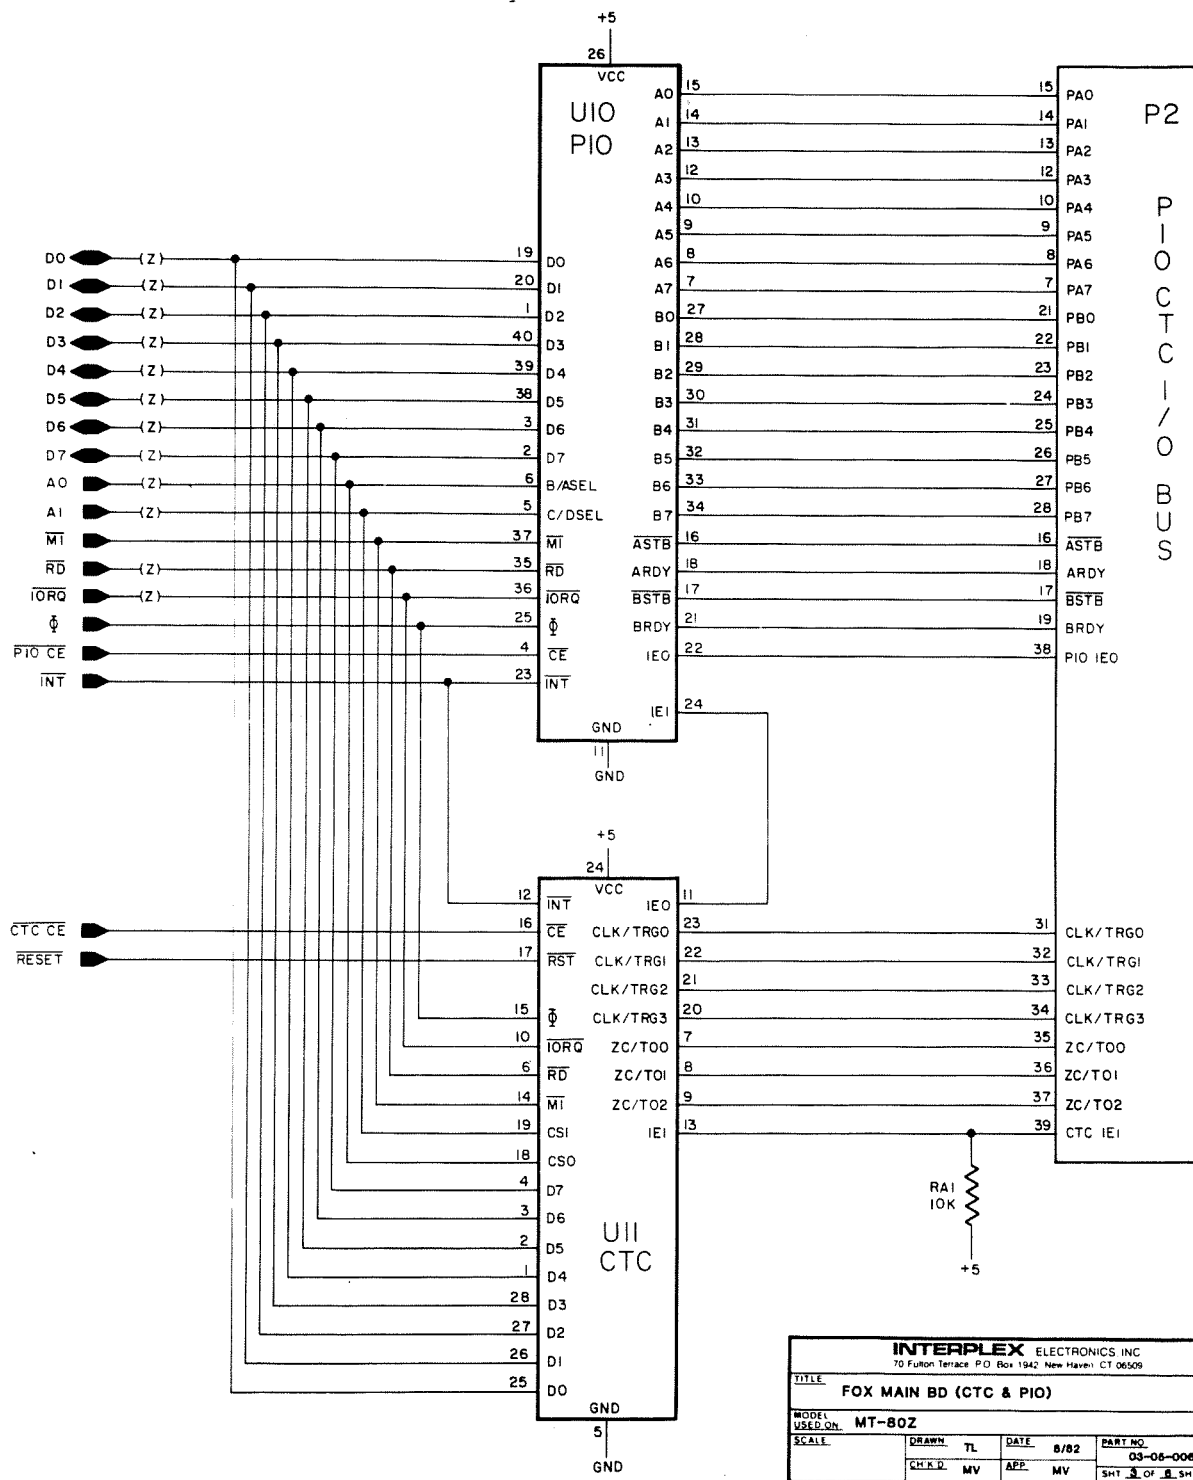 +5
26
VCC
U10
PIO
P2
PIO CTC I/O BUS
A0 15 15 PA0
A1 14 14 PA1
A2 13 13 PA2
A3 12 12 PA3
A4 10 10 PA4
A5 9 9 PA5
A6 8 8 PA6
A7 7 7 PA7
B0 27 21 PB0
B1 28 22 PB1
B2 29 23 PB2
B3 30 24 PB3
B4 31 25 PB4
B5 32 26 PB5
B6 33 27 PB6
B7 34 28 PB7
ASTB 16 16 ASTB
ARDY 18 18 ARDY
BSTB 17 17 BSTB
BRDY 21 19 BRDY
IEO 22 38 PIO IEO
IEI 24
D0 (Z) 19 D0
D1 (Z) 20 D1
D2 (Z) 1 D2
D3 (Z) 40 D3
D4 (Z) 39 D4
D5 (Z) 38 D5
D6 (Z) 3 D6
D7 (Z) 2 D7
A0 (Z) 6 B/ASEL
A1 (Z) 5 C/DSEL
M1 37 M1
RD (Z) 35 RD
IORQ (Z) 36 IORQ
Φ 25 Φ
PIO CE 4 CE
INT 23 INT
GND
11
GND
+5
24
VCC
12 INT IEO 11
CTC CE 16 CE CLK/TRG0 23 31 CLK/TRG0
RESET 17 RST CLK/TRG1 22 32 CLK/TRG1
CLK/TRG2 21 33 CLK/TRG2
15 Φ CLK/TRG3 20 34 CLK/TRG3
10 IORQ ZC/TO0 7 35 ZC/TO0
6 RD ZC/TO1 8 36 ZC/TO1
14 M1 ZC/TO2 9 37 ZC/TO2
19 CS1 IEI 13 39 CTC IEI
18 CS0
4 D7
3 D6
2 D5
1 D4
28 D3
27 D2
26 D1
25 D0
U11
CTC
RA1
10K
+5
GND
5
GND
INTERPLEX ELECTRONICS INC
70 Fulton Terrace P.O. Box 1942 New Haven CT 06509
TITLE
FOX MAIN BD (CTC & PIO)
MODEL USED ON MT-80Z
SCALE DRAWN TL DATE 8/82 PART NO 03-05-006
CH'K'D MV APP MV SHT 3 OF 6 SH